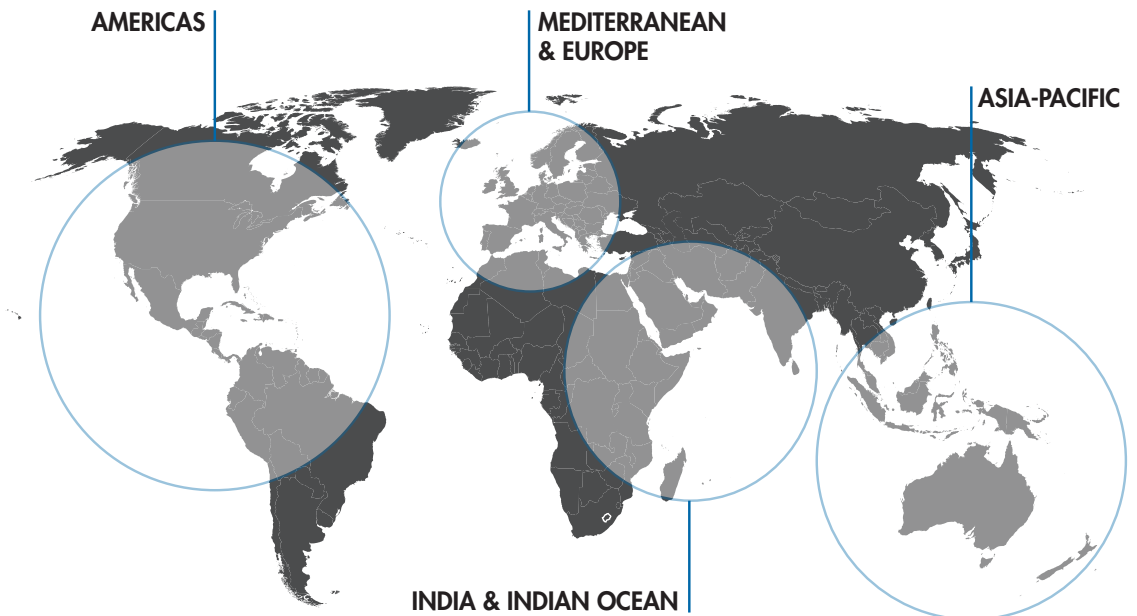 AMERICAS
MEDITERRANEAN
& EUROPE
ASIA-PACIFIC
INDIA & INDIAN OCEAN